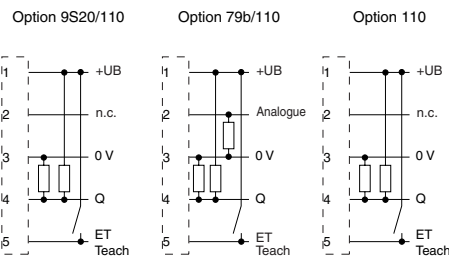 Option 9S20/110
Option 79b/110
Option 110
1 +UB
2 n.c.
3 0 V
4 Q
5 ET
Teach
1 +UB
2 Analogue
3 0 V
4 Q
5 ET
Teach
1 +UB
2 n.c.
3 0 V
4 Q
5 ET
Teach